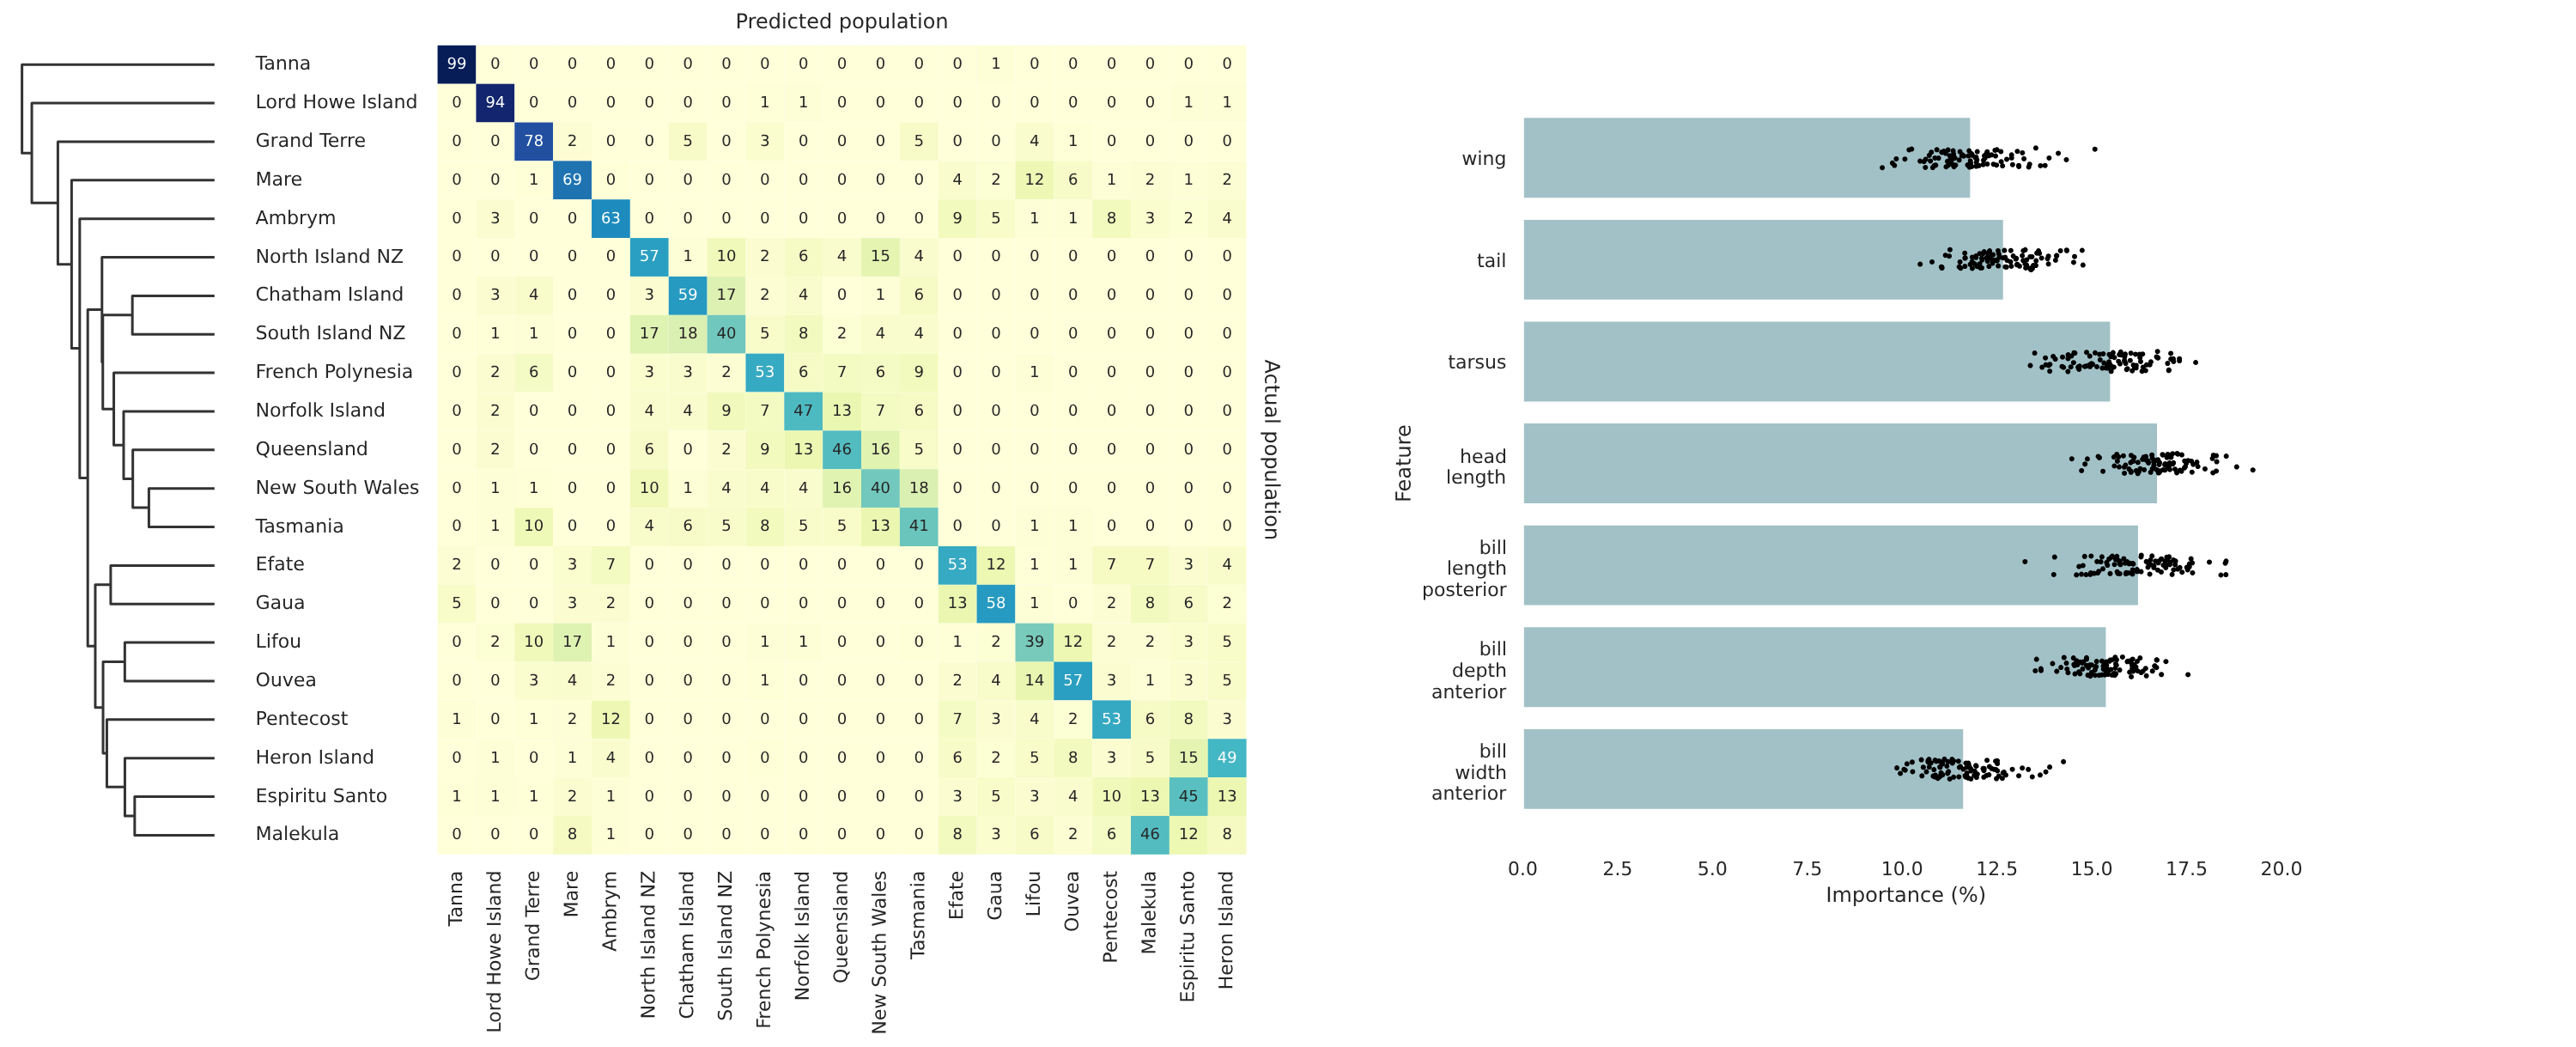 Predicted population
Tanna 99 0 0 0 0 0 0 0 0 0 0 0 0 0 1 0 0 0 0 0 0
Lord Howe Island 0 94 0 0 0 0 0 0 1 1 0 0 0 0 0 0 0 0 0 1 1
Grand Terre 0 0 78 2 0 0 5 0 3 0 0 0 5 0 0 4 1 0 0 0 0
Mare 0 0 1 69 0 0 0 0 0 0 0 0 0 4 2 12 6 1 2 1 2
Ambrym 0 3 0 0 63 0 0 0 0 0 0 0 0 9 5 1 1 8 3 2 4
North Island NZ 0 0 0 0 0 57 1 10 2 6 4 15 4 0 0 0 0 0 0 0 0
Chatham Island 0 3 4 0 0 3 59 17 2 4 0 1 6 0 0 0 0 0 0 0 0
South Island NZ 0 1 1 0 0 17 18 40 5 8 2 4 4 0 0 0 0 0 0 0 0
French Polynesia 0 2 6 0 0 3 3 2 53 6 7 6 9 0 0 1 0 0 0 0 0
Norfolk Island 0 2 0 0 0 4 4 9 7 47 13 7 6 0 0 0 0 0 0 0 0
Queensland 0 2 0 0 0 6 0 2 9 13 46 16 5 0 0 0 0 0 0 0 0
New South Wales 0 1 1 0 0 10 1 4 4 4 16 40 18 0 0 0 0 0 0 0 0
Tasmania 0 1 10 0 0 4 6 5 8 5 5 13 41 0 0 1 1 0 0 0 0
Efate 2 0 0 3 7 0 0 0 0 0 0 0 0 53 12 1 1 7 7 3 4
Gaua 5 0 0 3 2 0 0 0 0 0 0 0 0 13 58 1 0 2 8 6 2
Lifou 0 2 10 17 1 0 0 0 1 1 0 0 0 1 2 39 12 2 2 3 5
Ouvea 0 0 3 4 2 0 0 0 1 0 0 0 0 2 4 14 57 3 1 3 5
Pentecost 1 0 1 2 12 0 0 0 0 0 0 0 0 7 3 4 2 53 6 8 3
Heron Island 0 1 0 1 4 0 0 0 0 0 0 0 0 6 2 5 8 3 5 15 49
Espiritu Santo 1 1 1 2 1 0 0 0 0 0 0 0 0 3 5 3 4 10 13 45 13
Malekula 0 0 0 8 1 0 0 0 0 0 0 0 0 8 3 6 2 6 46 12 8
Tanna
Lord Howe Island
Grand Terre
Mare
Ambrym
North Island NZ
Chatham Island
South Island NZ
French Polynesia
Norfolk Island
Queensland
New South Wales
Tasmania
Efate
Gaua
Lifou
Ouvea
Pentecost
Malekula
Espiritu Santo
Heron Island
Actual population
Feature
wing
tail
tarsus
head
length
bill
length
posterior
bill
depth
anterior
bill
width
anterior
0.0 2.5 5.0 7.5 10.0 12.5 15.0 17.5 20.0
Importance (%)